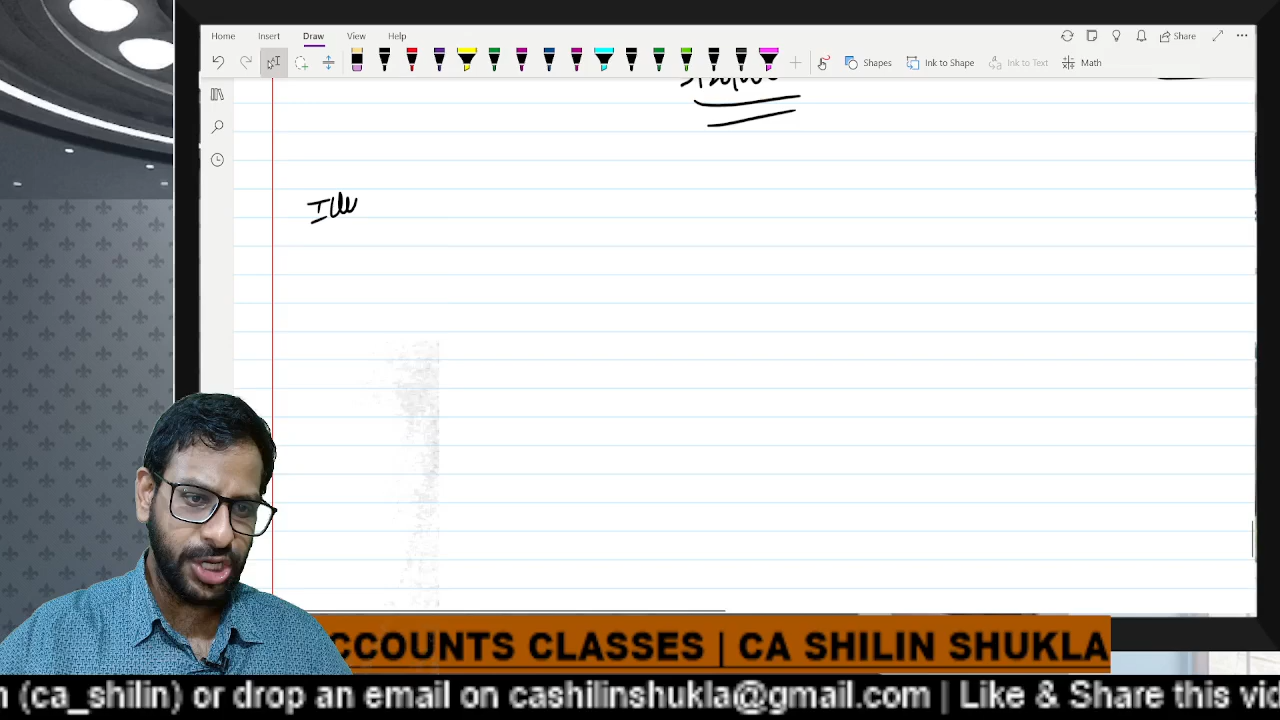 Home Insert Draw View Help Share
Shapes Ink to Shape Ink to Text Math
Ill
CCOUNTS CLASSES | CA SHILIN SHUKLA
n (ca_shilin) or drop an email on cashilinshukla@gmail.com | Like & Share this vid